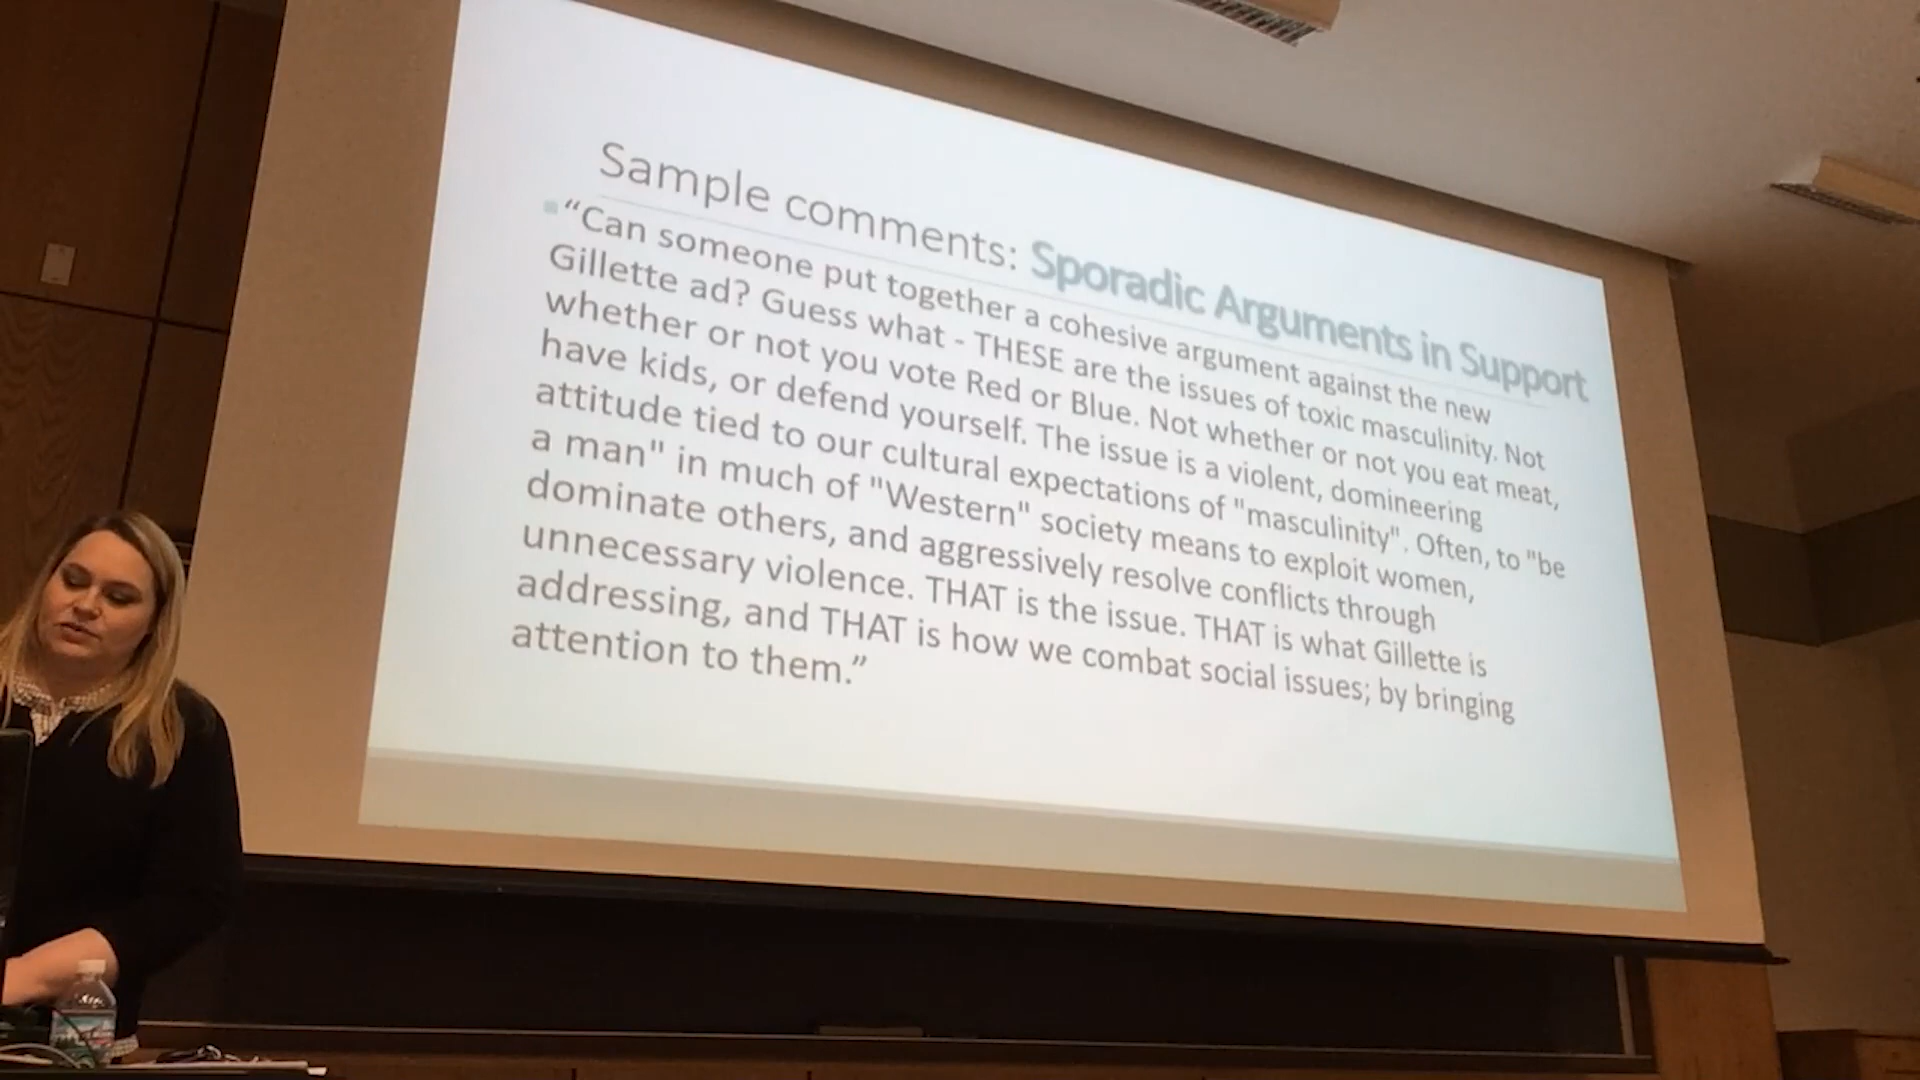 Sample comments: Sporadic Arguments in Support
“Can someone put together a cohesive argument against the new
Gillette ad? Guess what - THESE are the issues of toxic masculinity. Not
whether or not you vote Red or Blue. Not whether or not you eat meat,
have kids, or defend yourself. The issue is a violent, domineering
attitude tied to our cultural expectations of "masculinity". Often, to "be
a man" in much of "Western" society means to exploit women,
dominate others, and aggressively resolve conflicts through
unnecessary violence. THAT is the issue. THAT is what Gillette is
addressing, and THAT is how we combat social issues; by bringing
attention to them.”